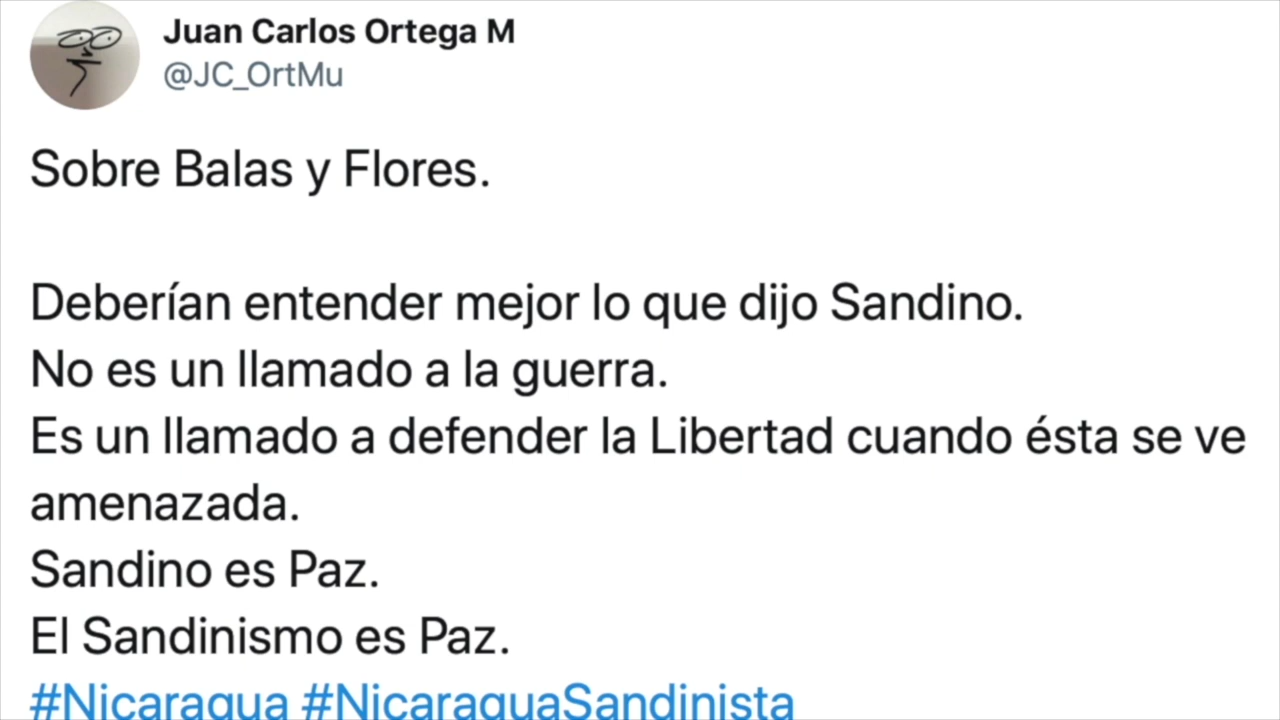 Juan Carlos Ortega M
@JC_OrtMu
Sobre Balas y Flores.
Deberían entender mejor lo que dijo Sandino.
No es un llamado a la guerra.
Es un llamado a defender la Libertad cuando ésta se ve
amenazada.
Sandino es Paz.
El Sandinismo es Paz.
#Nicaragua #NicaraguaSandinista